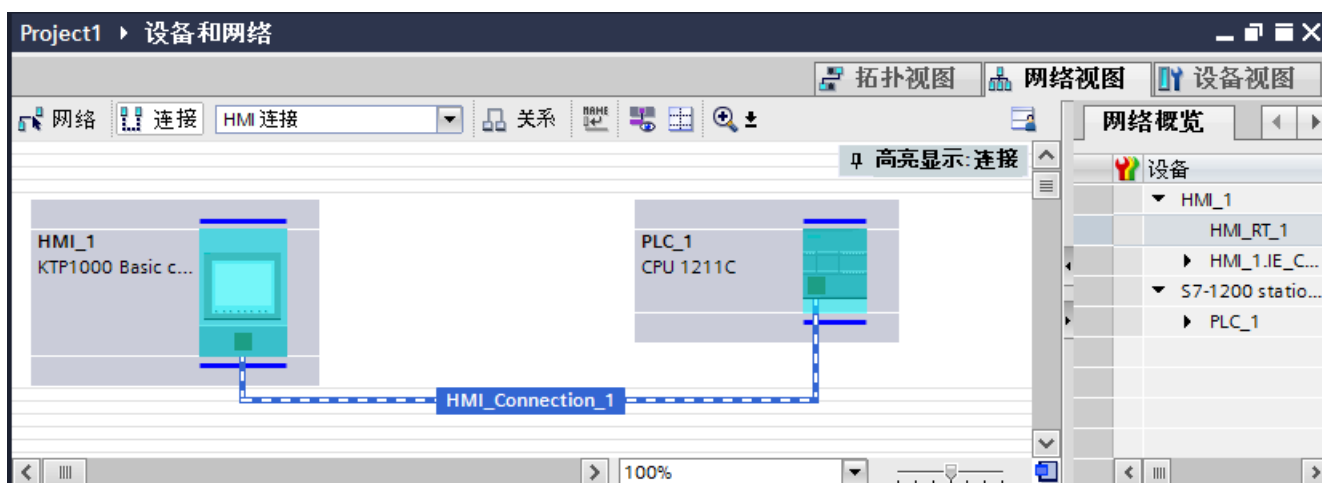 Project1 ▸ 设备和网络
拓扑视图 网络视图 设备视图
网络 连接 HMI 连接 关系 NAME 网络概览
高亮显示:连接
设备
HMI_1
HMI_RT_1
HMI_1.IE_C...
S7-1200 statio...
PLC_1
HMI_1
KTP1000 Basic c...
PLC_1
CPU 1211C
HMI_Connection_1
100%